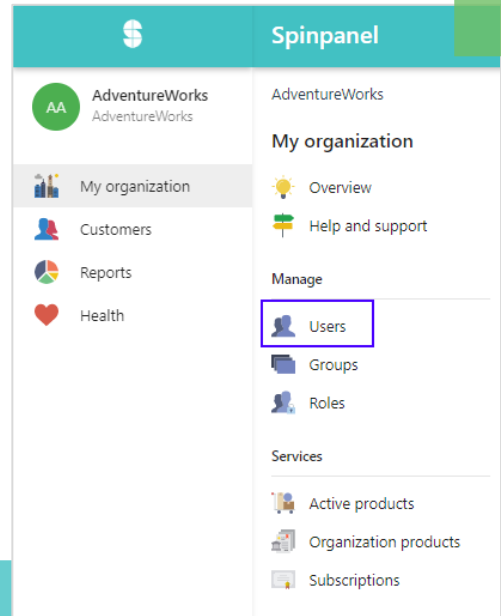 Spinpanel
AA
AdventureWorks
AdventureWorks
My organization
Customers
Reports
Health
AdventureWorks
My organization
Overview
Help and support
Manage
Users
Groups
Roles
Services
Active products
Organization products
Subscriptions